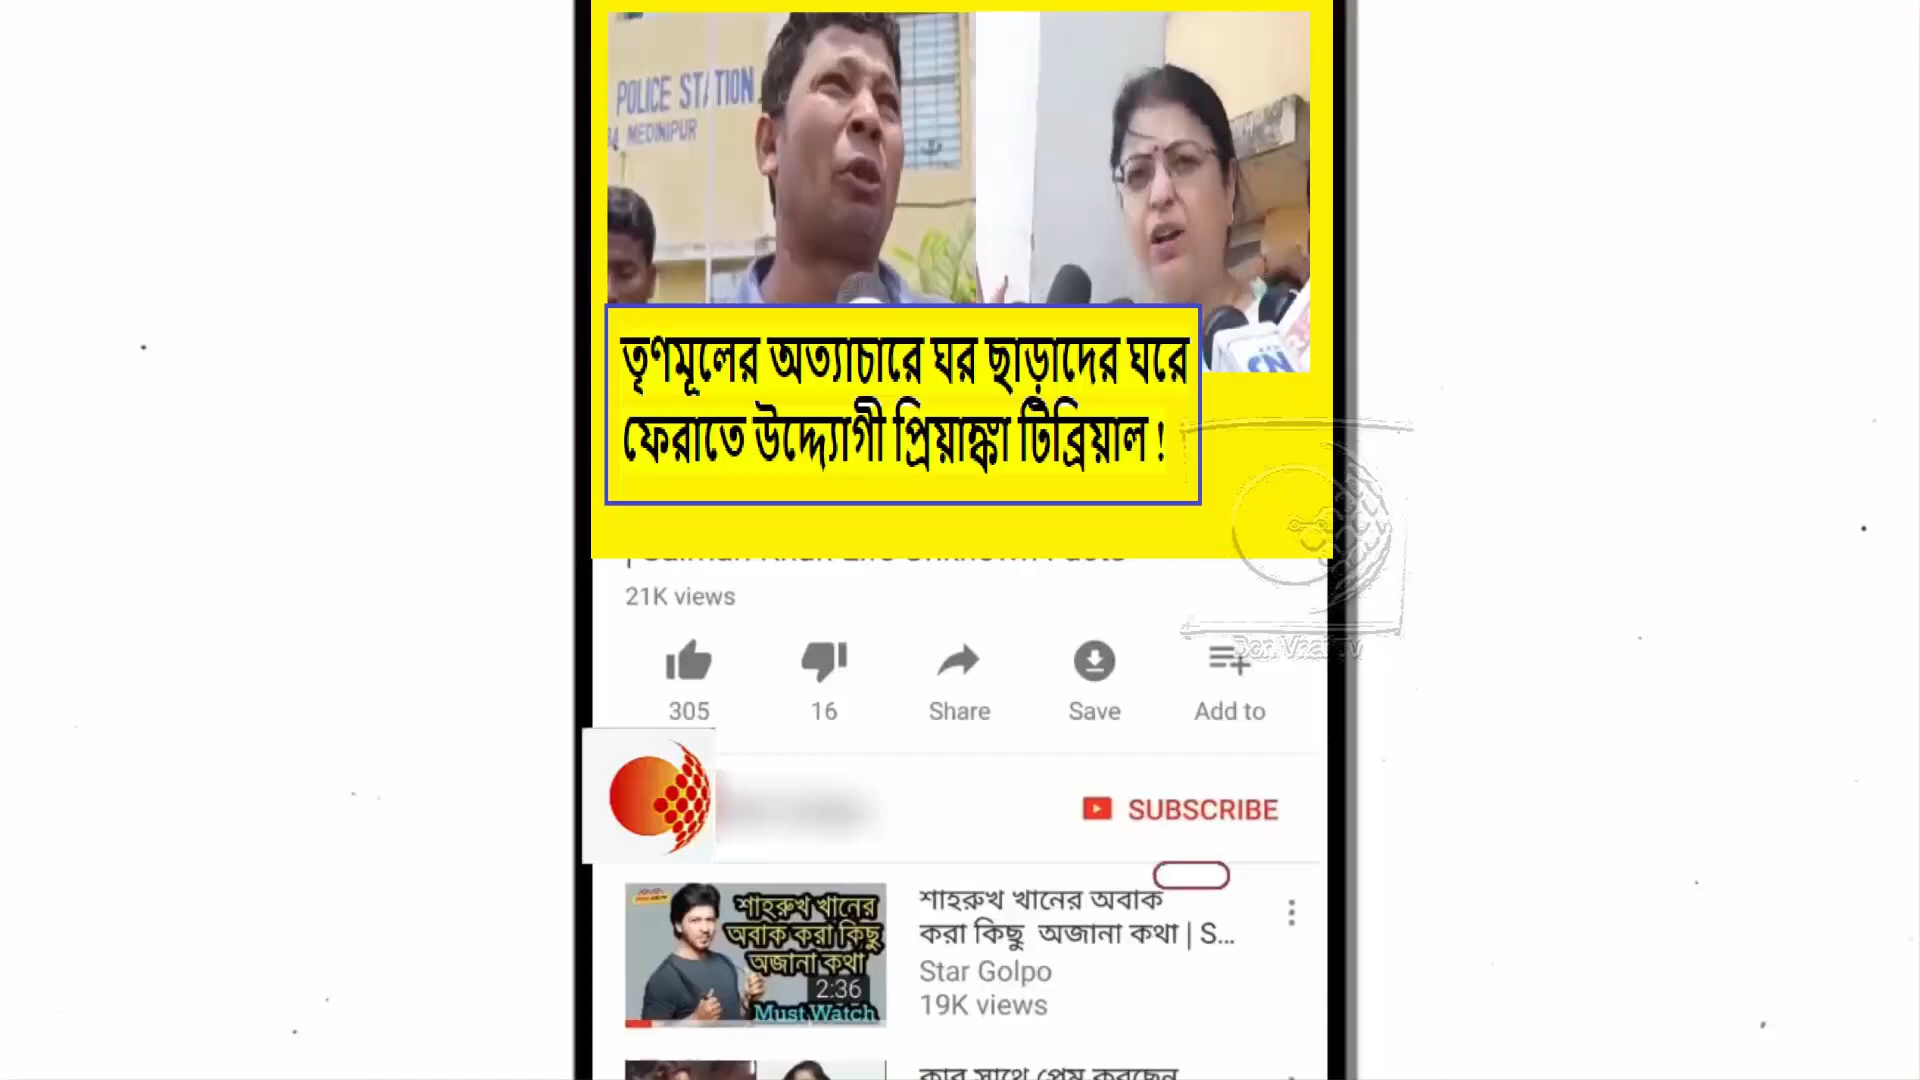 POLICE STATION
MEDINIPUR
তৃণমূলের অত্যাচারে ঘর ছাড়াদের ঘরে
ফেরাতে উদ্দ্যোগী প্রিয়াঙ্কা টিব্রিয়াল !
21K views
305
16
Share
Save
Add to
SUBSCRIBE
শাহরুখ খানের
অবাক করা কিছু
অজানা কথা
2:36
Must Watch
শাহরুখ খানের অবাক
করা কিছু অজানা কথা | S...
Star Golpo
19K views
কার সাথে প্রেম করছেন